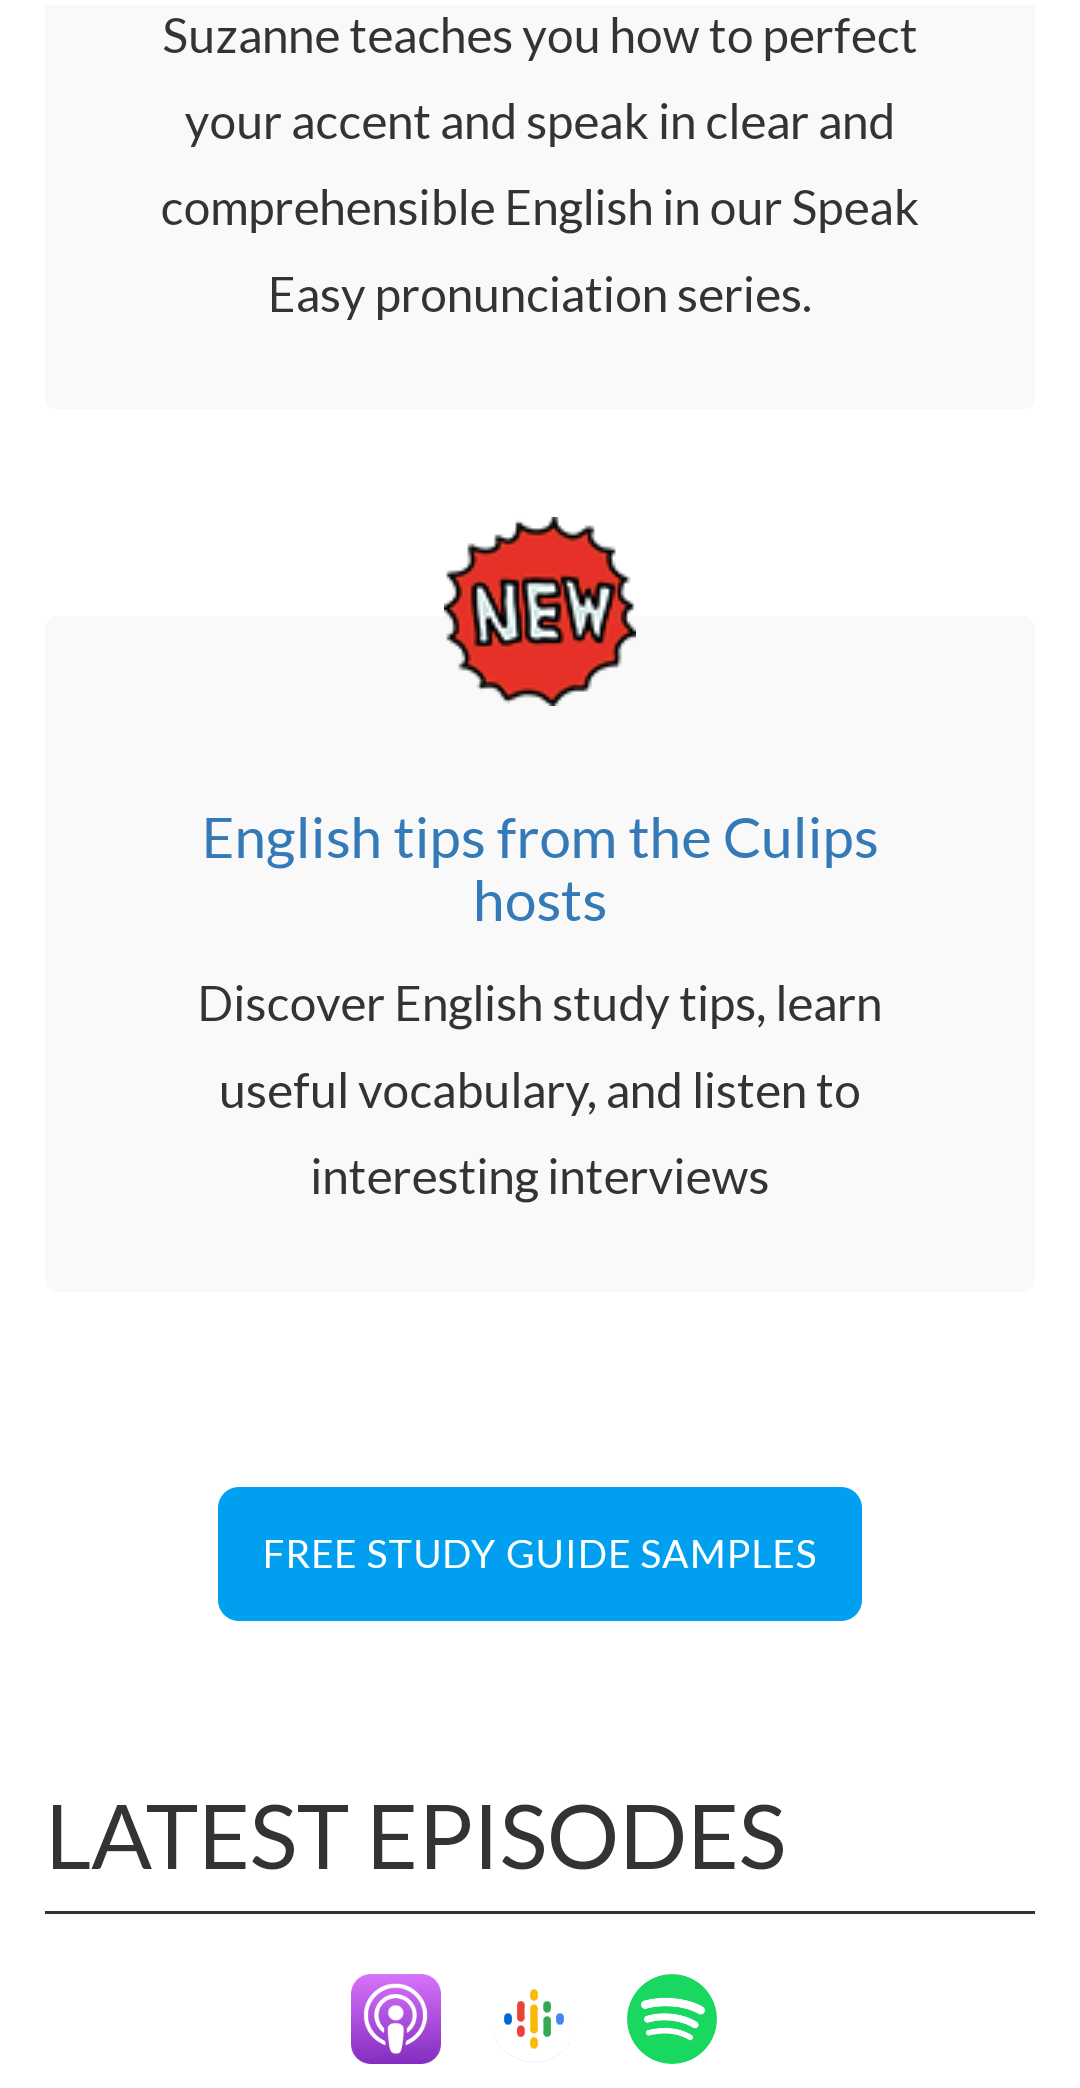 Suzanne teaches you how to perfect
your accent and speak in clear and
comprehensible English in our Speak
Easy pronunciation series.
NEW
English tips from the Culips
hosts
Discover English study tips, learn
useful vocabulary, and listen to
interesting interviews
FREE STUDY GUIDE SAMPLES
LATEST EPISODES